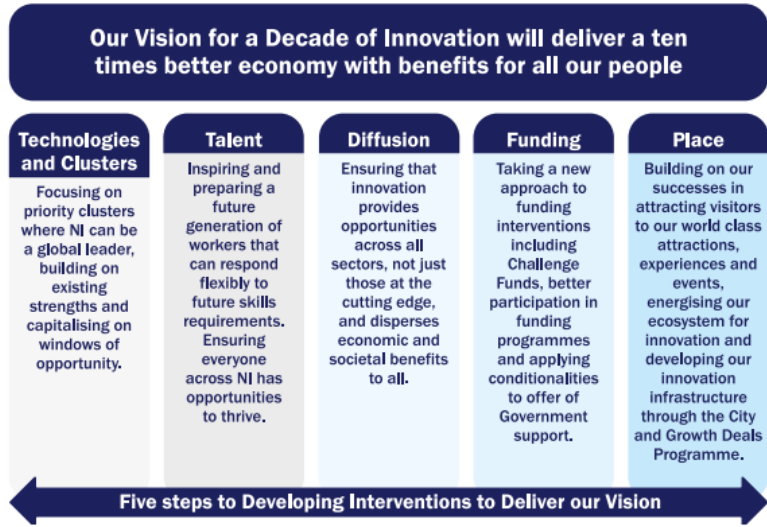 Our Vision for a Decade of Innovation will deliver a ten
times better economy with benefits for all our people
Technologies
and Clusters
Focusing on
priority clusters
where NI can be
a global leader,
building on
existing
strengths and
capitalising on
windows of
opportunity.
Talent
Inspiring and
preparing a
future
generation of
workers that
can respond
flexibly to
future skills
requirements.
Ensuring
everyone
across NI has
opportunities
to thrive.
Diffusion
Ensuring that
innovation
provides
opportunities
across all
sectors, not just
those at the
cutting edge,
and disperses
economic and
societal benefits
to all.
Funding
Taking a new
approach to
funding
interventions
including
Challenge
Funds, better
participation in
funding
programmes
and applying
conditionalities
to offer of
Government
support.
Place
Building on our
successes in
attracting visitors
to our world class
attractions,
experiences and
events,
energising our
ecosystem for
innovation and
developing our
innovation
infrastructure
through the City
and Growth Deals
Programme.
Five steps to Developing Interventions to Deliver our Vision